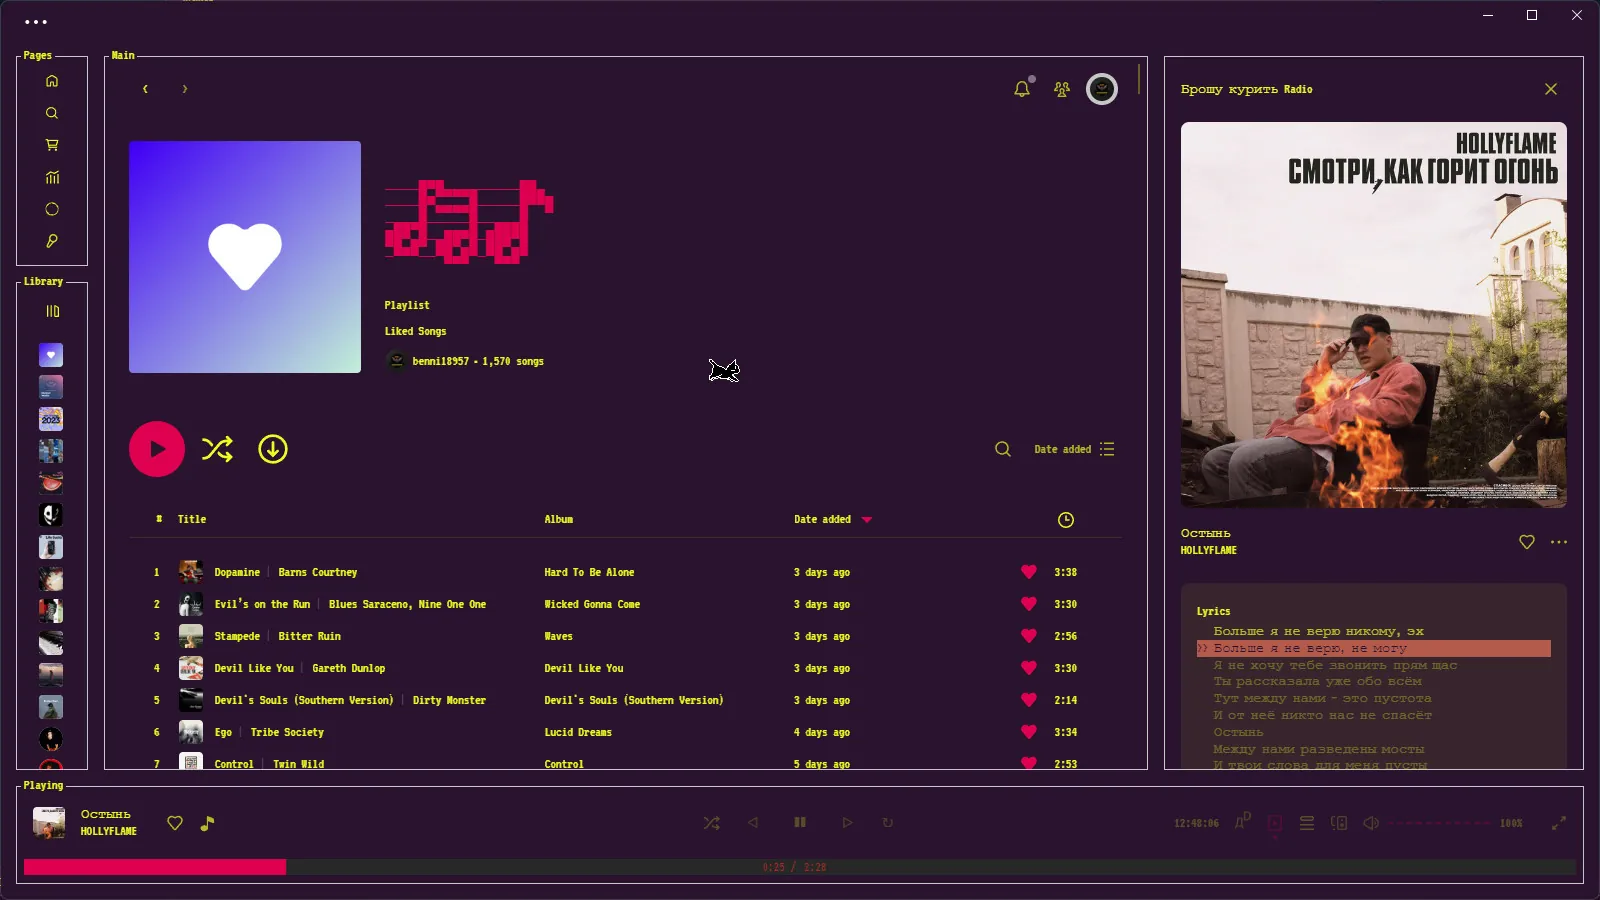 Pages
Main
Брошу курить Radio
HOLLYFLAME
СМОТРИ, КАК ГОРИТ ОГОНЬ
Library
2023
Playlist
Liked Songs
benni18957 - 1,570 songs
Date added
# Title Album Date added
1 Dopamine | Barns Courtney Hard To Be Alone 3 days ago 3:38
2 Evil's on the Run | Blues Saraceno, Nine One One Wicked Gonna Come 3 days ago 3:30
3 Stampede | Bitter Ruin Waves 3 days ago 2:56
4 Devil Like You | Gareth Dunlop Devil Like You 3 days ago 3:30
5 Devil's Souls (Southern Version) | Dirty Monster Devil's Souls (Southern Version) 3 days ago 2:14
6 Ego | Tribe Society Lucid Dreams 4 days ago 3:34
7 Control | Twin Wild Control 5 days ago 2:53
Остынь
HOLLYFLAME
Lyrics
Больше я не верю никому, эх
Больше я не верю, не могу
Я не хочу тебе звонить прям щас
Ты рассказала уже обо всём
Тут между нами - это пустота
И от неё никто нас не спасёт
Остынь
Между нами разведены мосты
И твои слова для меня пусты
Playing
Остынь
HOLLYFLAME
12:48:06
100%
0:25 / 2:28